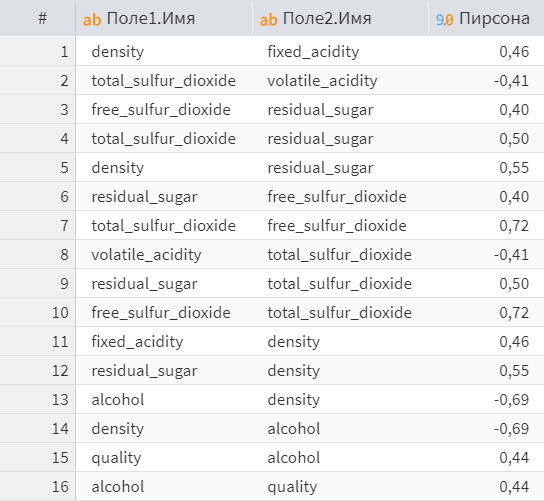 # ab Поле1.Имя ab Поле2.Имя 9.0 Пирсона
1 density fixed_acidity 0,46
2 total_sulfur_dioxide volatile_acidity -0,41
3 free_sulfur_dioxide residual_sugar 0,40
4 total_sulfur_dioxide residual_sugar 0,50
5 density residual_sugar 0,55
6 residual_sugar free_sulfur_dioxide 0,40
7 total_sulfur_dioxide free_sulfur_dioxide 0,72
8 volatile_acidity total_sulfur_dioxide -0,41
9 residual_sugar total_sulfur_dioxide 0,50
10 free_sulfur_dioxide total_sulfur_dioxide 0,72
11 fixed_acidity density 0,46
12 residual_sugar density 0,55
13 alcohol density -0,69
14 density alcohol -0,69
15 quality alcohol 0,44
16 alcohol quality 0,44